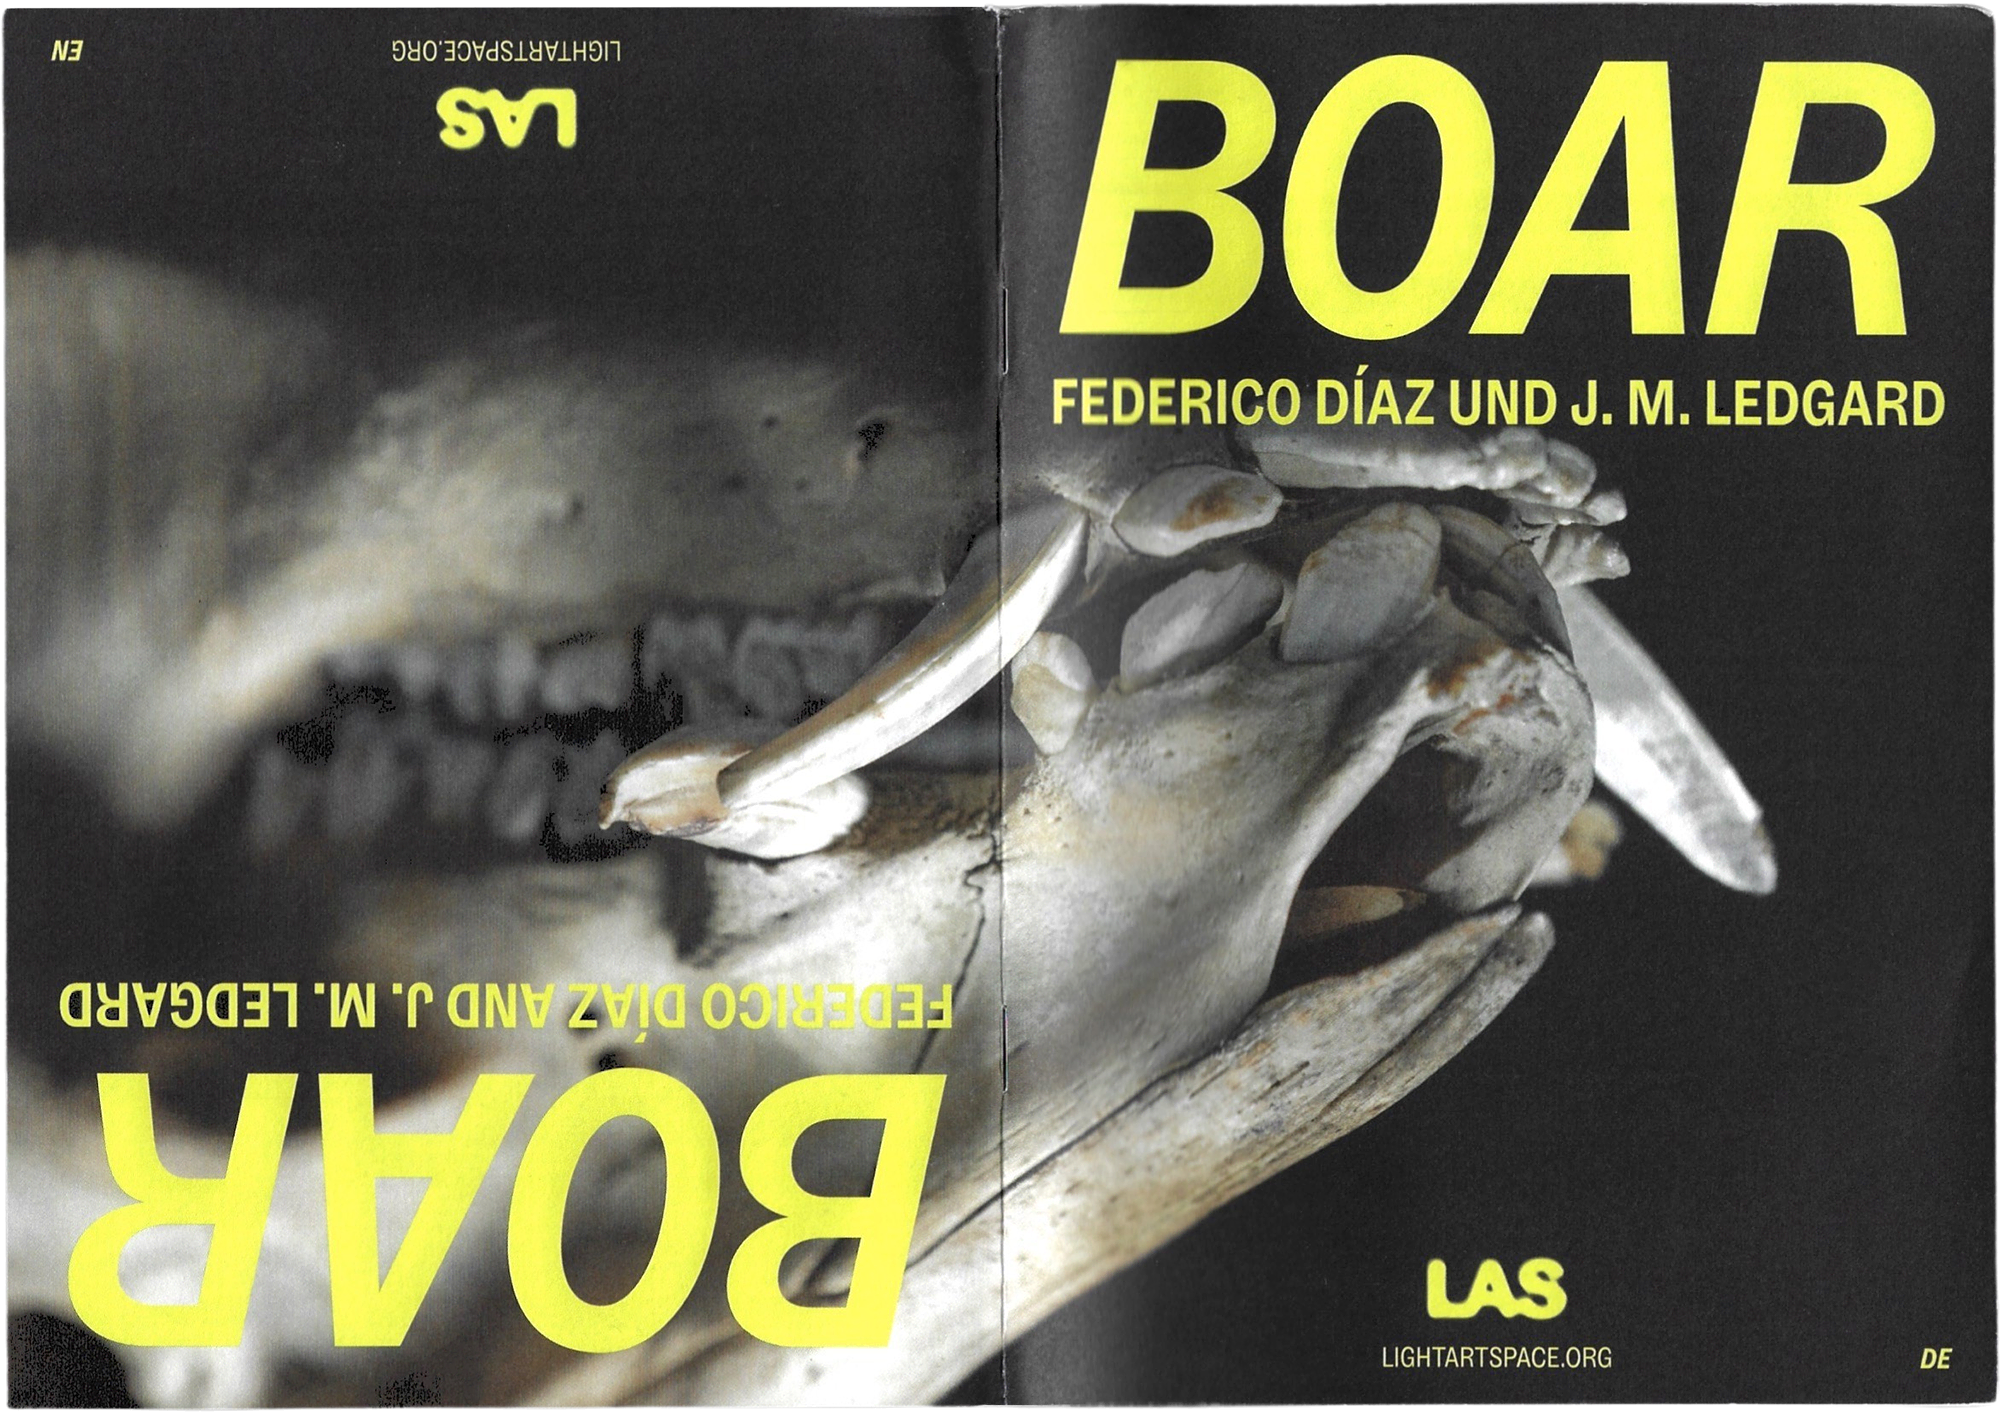 BOAR
FEDERICO DÍAZ UND J. M. LEDGARD
LAS
LIGHTARTSPACE.ORG
DE
BOAR
FEDERICO DÍAZ AND J. M. LEDGARD
LAS
LIGHTARTSPACE.ORG
EN